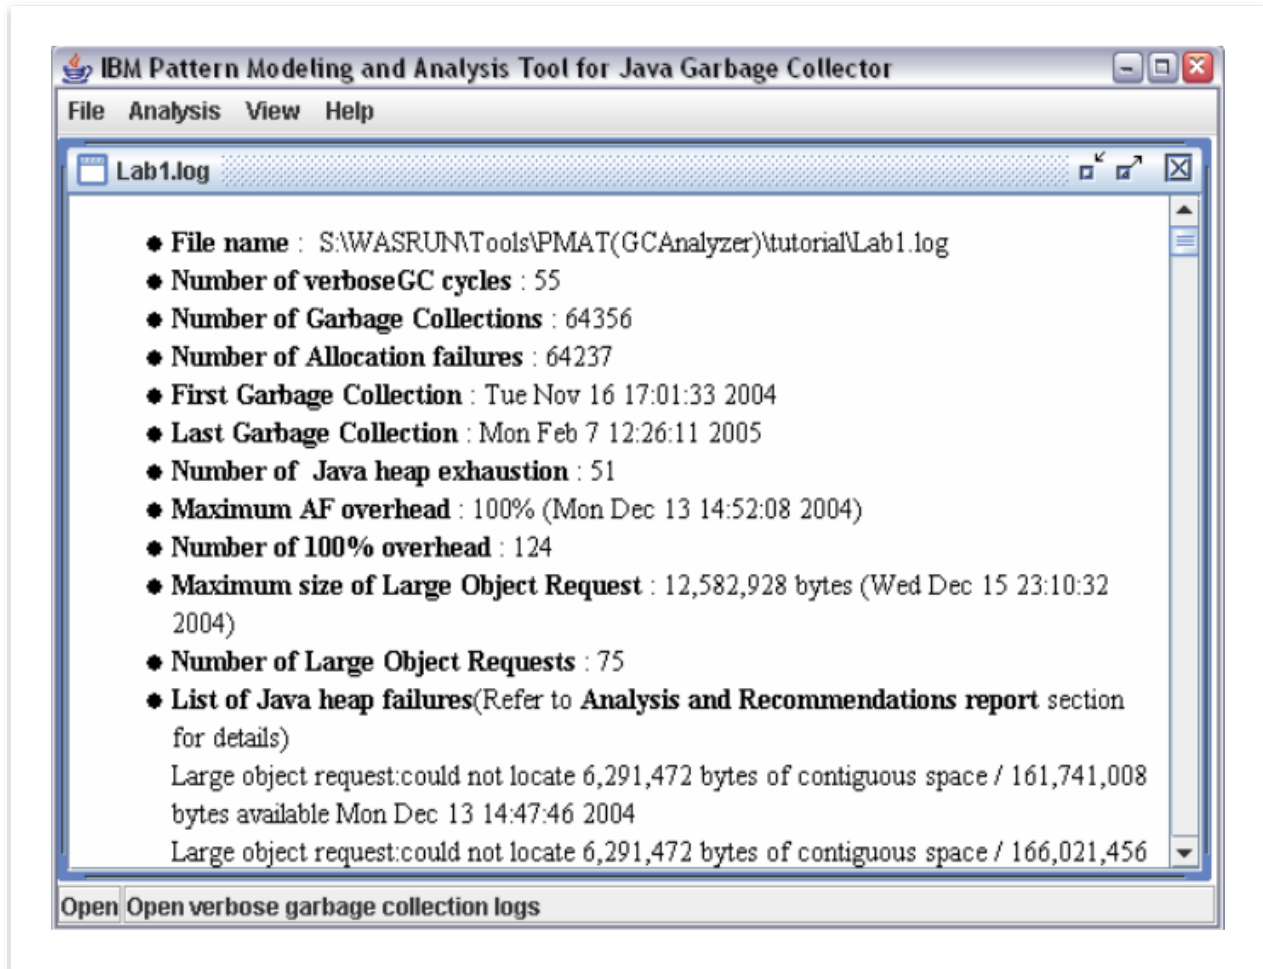 IBM Pattern Modeling and Analysis Tool for Java Garbage Collector
File Analysis View Help
Lab1.log
● File name : S:\WASRUN\Tools\PMAT(GCAnalyzer)\tutorial\Lab1.log
● Number of verboseGC cycles : 55
● Number of Garbage Collections : 64356
● Number of Allocation failures : 64237
● First Garbage Collection : Tue Nov 16 17:01:33 2004
● Last Garbage Collection : Mon Feb 7 12:26:11 2005
● Number of Java heap exhaustion : 51
● Maximum AF overhead : 100% (Mon Dec 13 14:52:08 2004)
● Number of 100% overhead : 124
● Maximum size of Large Object Request : 12,582,928 bytes (Wed Dec 15 23:10:32
2004)
● Number of Large Object Requests : 75
● List of Java heap failures(Refer to Analysis and Recommendations report section
for details)
Large object request:could not locate 6,291,472 bytes of contiguous space / 161,741,008
bytes available Mon Dec 13 14:47:46 2004
Large object request:could not locate 6,291,472 bytes of contiguous space / 166,021,456
Open Open verbose garbage collection logs